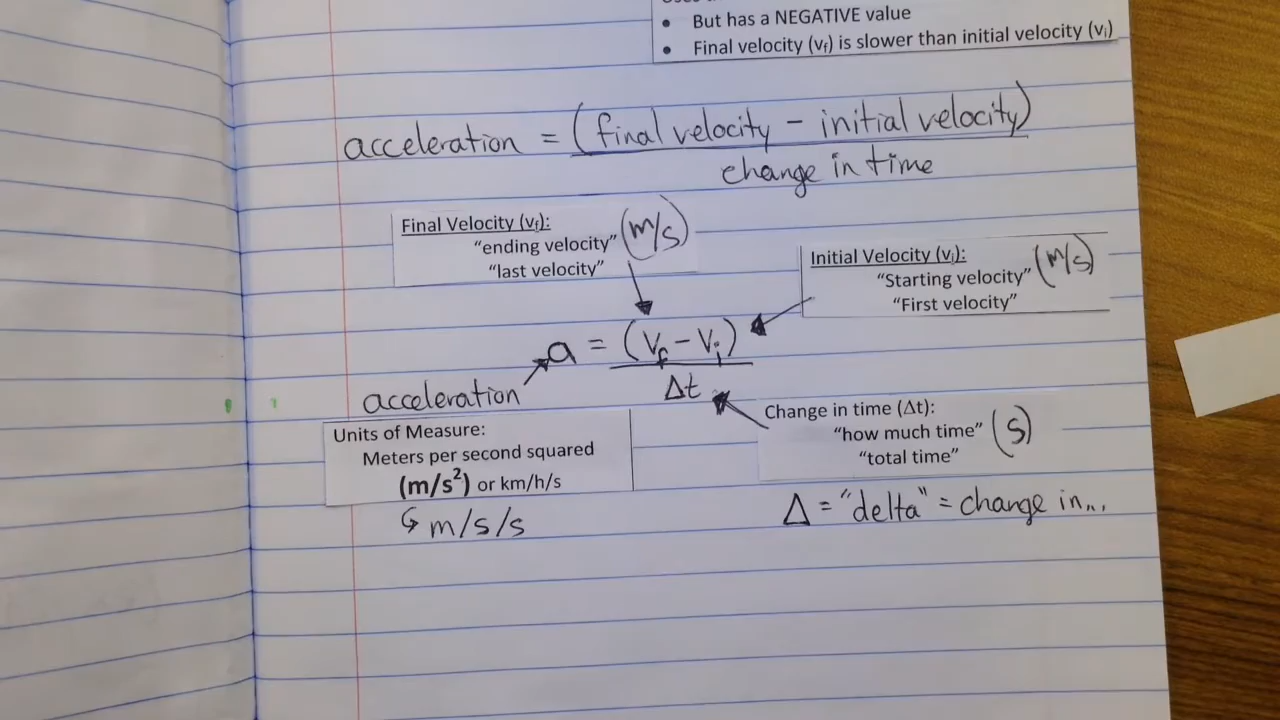 • But has a NEGATIVE value
• Final velocity (vf) is slower than initial velocity (vi)
acceleration = (final velocity - initial velocity)
change in time
Final Velocity (vf):
"ending velocity" (m/s)
"last velocity"
Initial Velocity (vi):
"Starting velocity" (m/s)
"First velocity"
a = (Vf - Vi)
Δt
acceleration
Units of Measure:
Meters per second squared
(m/s²) or km/h/s
m/s/s
Change in time (Δt):
"how much time" (s)
"total time"
Δ = "delta" = change in...